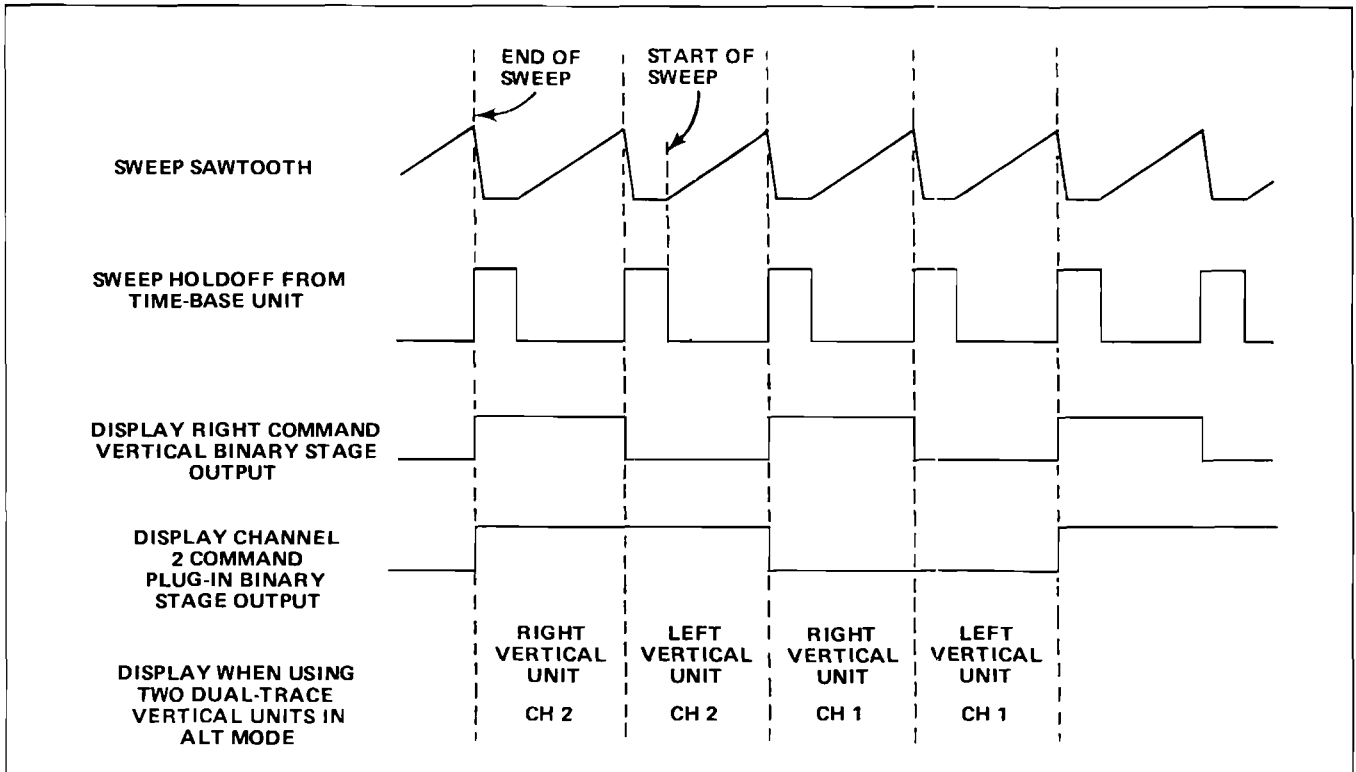 END OF
SWEEP
START OF
SWEEP
SWEEP SAWTOOTH
SWEEP HOLDOFF FROM
TIME-BASE UNIT
DISPLAY RIGHT COMMAND
VERTICAL BINARY STAGE
OUTPUT
DISPLAY CHANNEL
2 COMMAND
PLUG-IN BINARY
STAGE OUTPUT
DISPLAY WHEN USING
TWO DUAL-TRACE
VERTICAL UNITS IN
ALT MODE
RIGHT
VERTICAL
UNIT
CH 2
LEFT
VERTICAL
UNIT
CH 2
RIGHT
VERTICAL
UNIT
CH 1
LEFT
VERTICAL
UNIT
CH 1